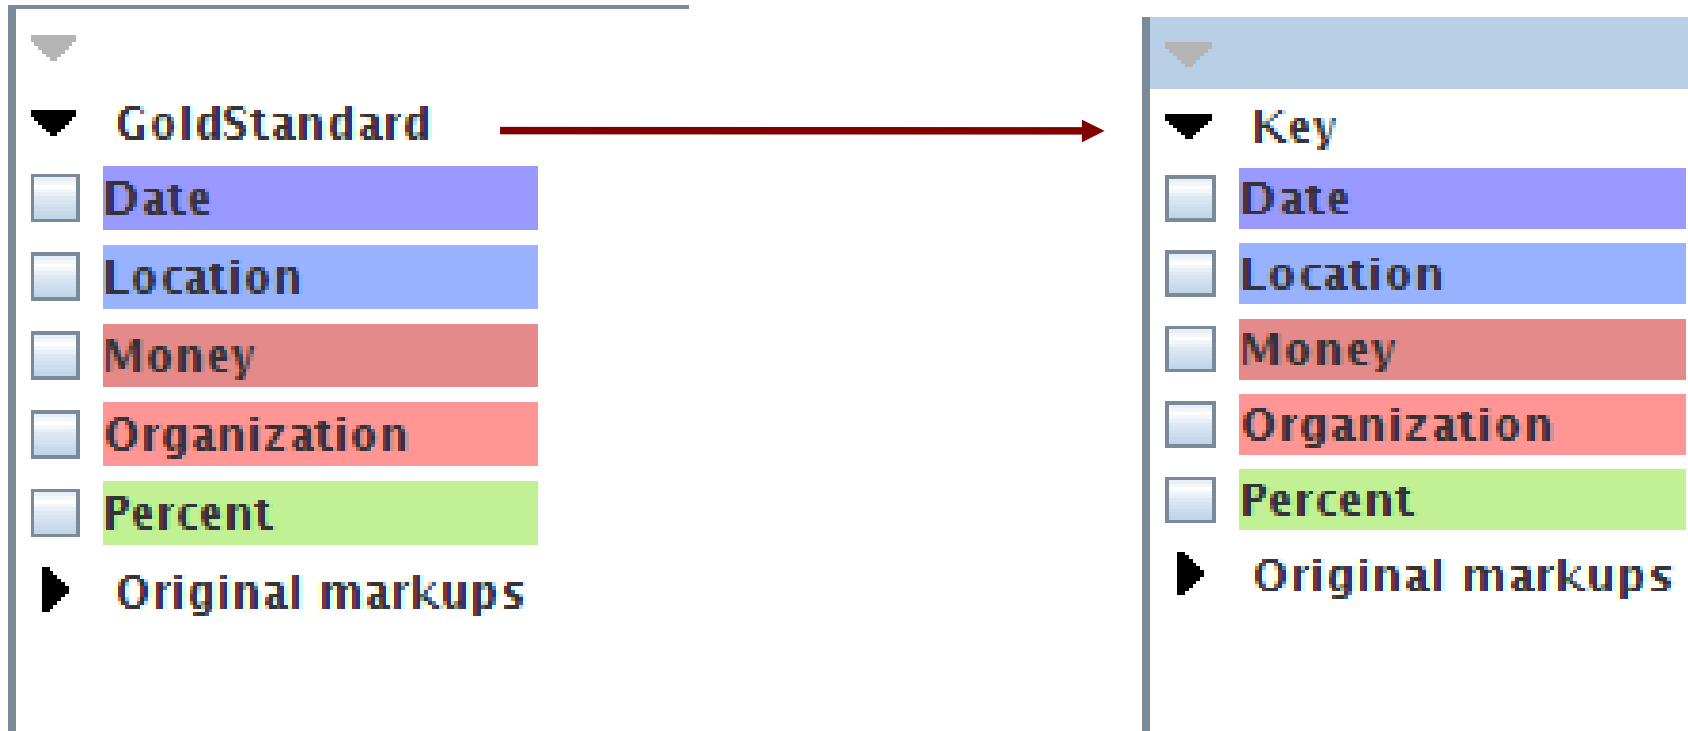 GoldStandard
Date
Location
Money
Organization
Percent
Original markups
Key
Date
Location
Money
Organization
Percent
Original markups